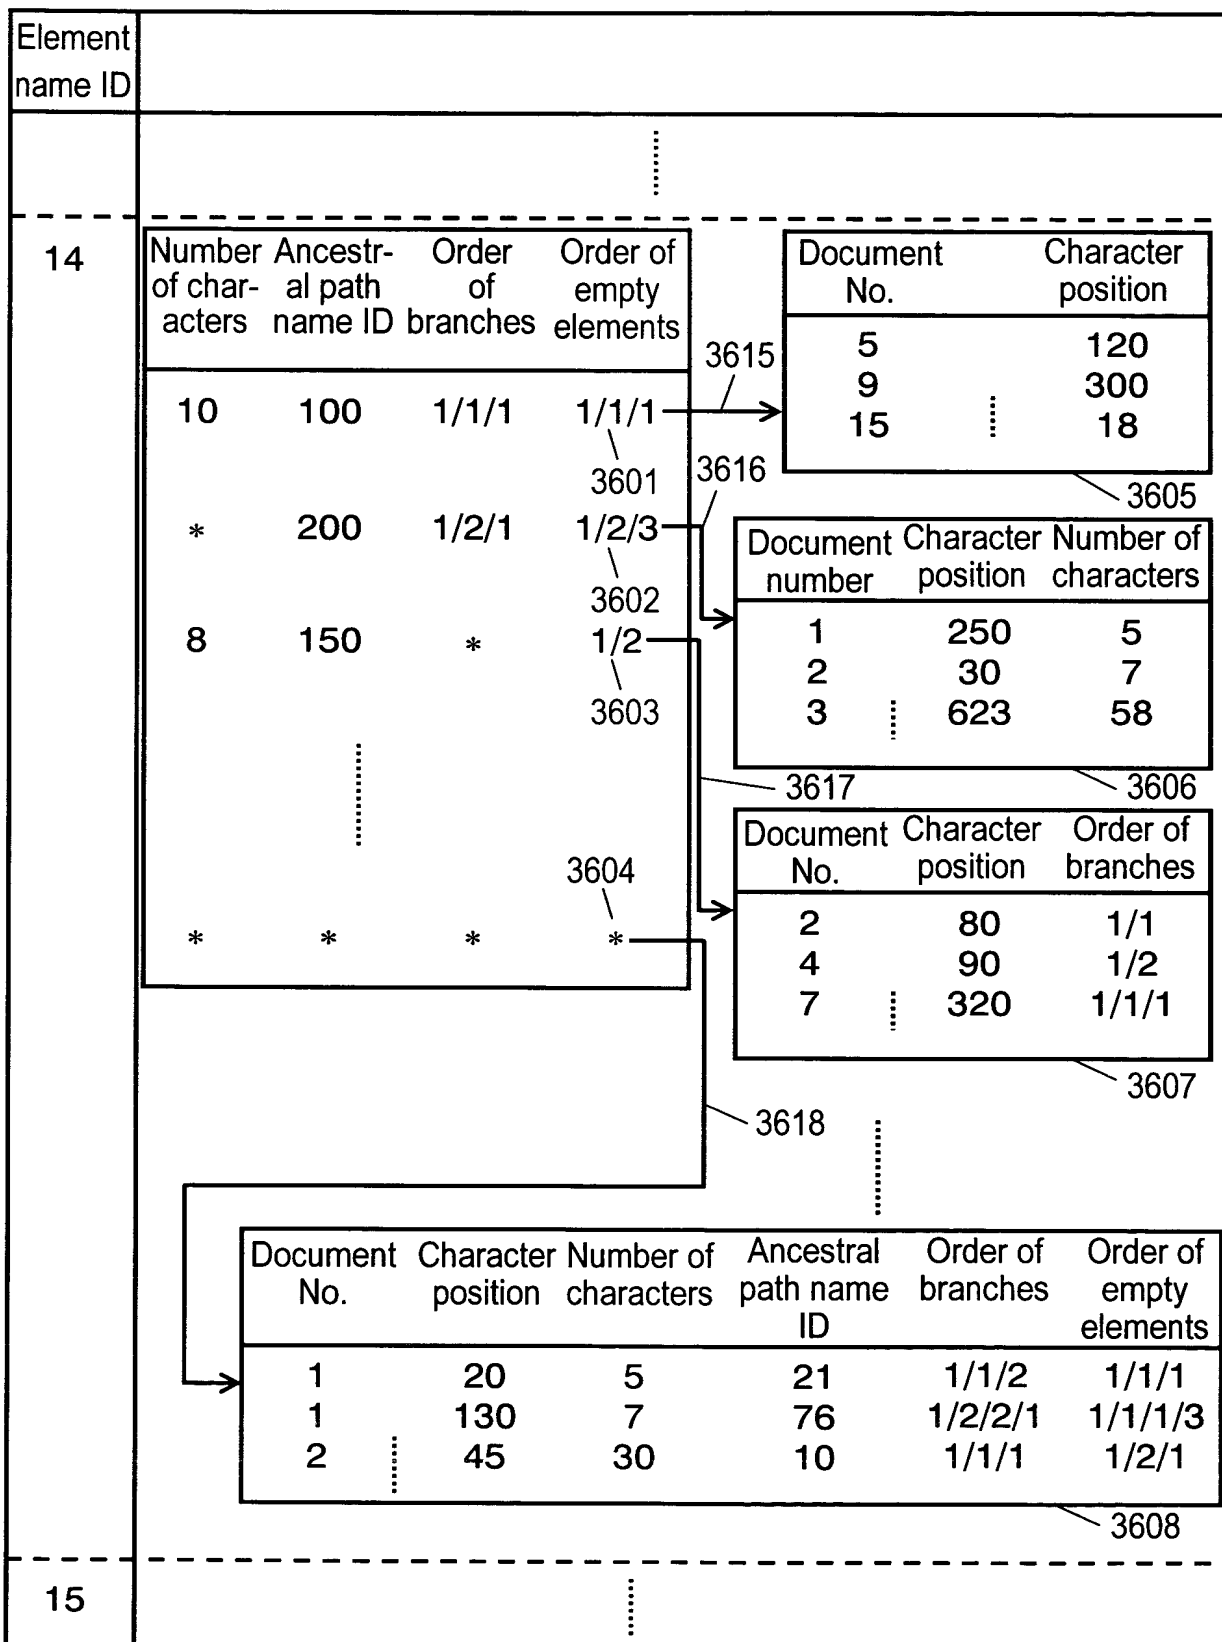 Element
name ID
14
Number Ancestr- Order Order of
of char- al path of empty
acters name ID branches elements
10 100 1/1/1 1/1/1
3601
* 200 1/2/1 1/2/3
3602
8 150 * 1/2
3603
3604
* * * *
3615
3616
3617
3618
Document Character
No. position
5 120
9 300
15 18
3605
Document Character Number of
number position characters
1 250 5
2 30 7
3 623 58
3606
Document Character Order of
No. position branches
2 80 1/1
4 90 1/2
7 320 1/1/1
3607
Document Character Number of Ancestral Order of Order of
No. position characters path name branches empty
ID elements
1 20 5 21 1/1/2 1/1/1
1 130 7 76 1/2/2/1 1/1/1/3
2 45 30 10 1/1/1 1/2/1
3608
15